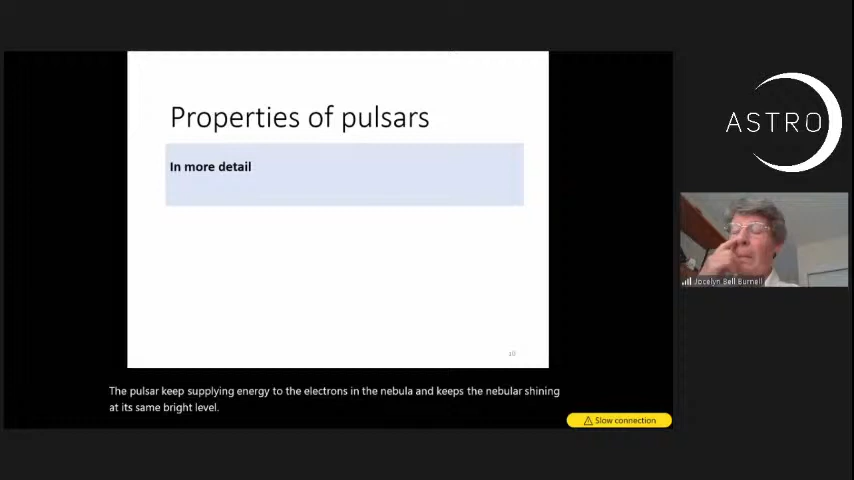 Properties of pulsars
In more detail
10
The pulsar keep supplying energy to the electrons in the nebula and keeps the nebular shining
at its same bright level.
Slow connection
ASTRO
Jocelyn Bell Burnell